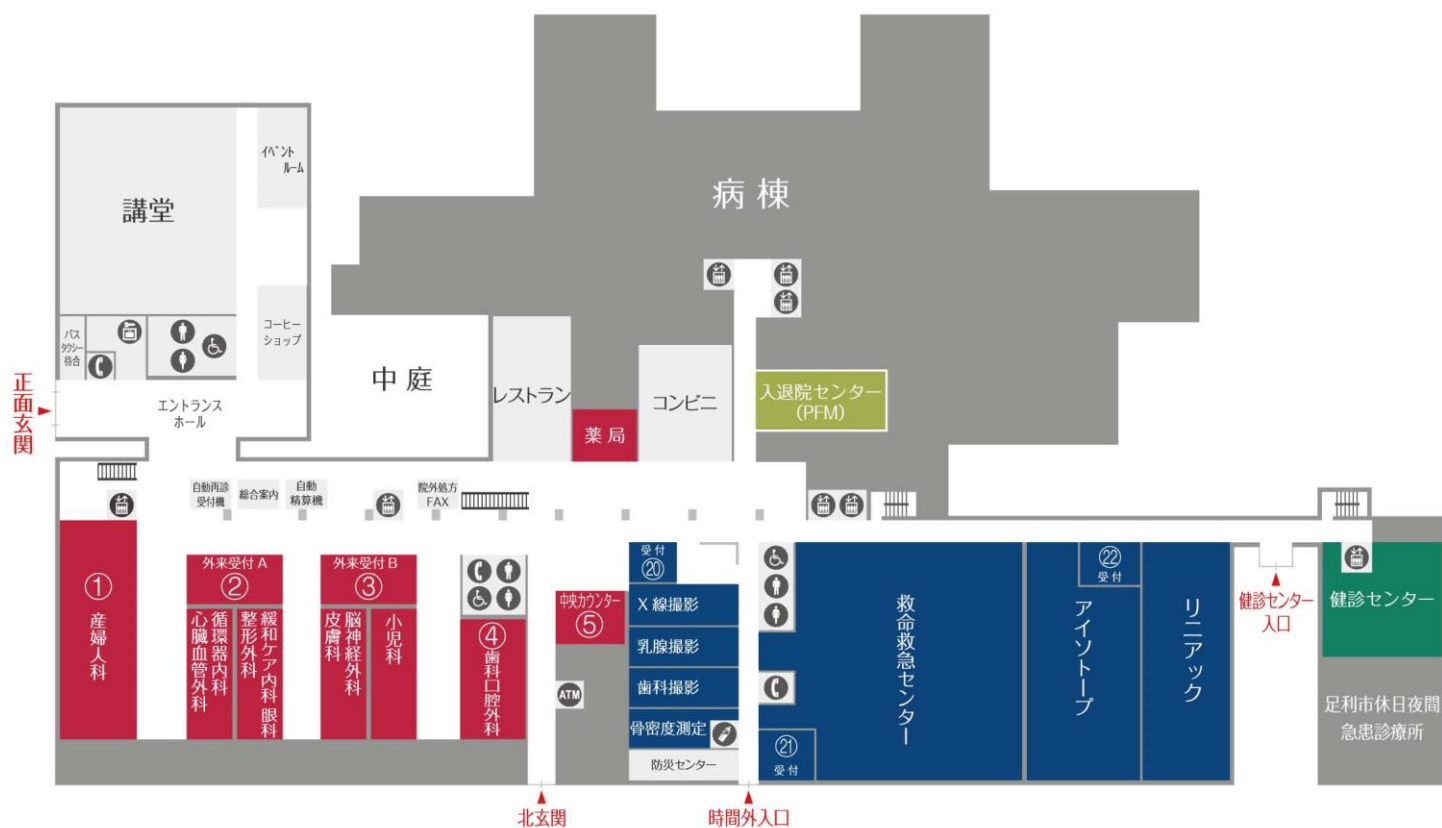 病棟
イベント
ルーム
講堂
バス
タクシー
待合
コーヒー
ショップ
正面玄関
エントランス
ホール
中庭
レストラン
薬局
コンビニ
入退院センター
(PFM)
自動再診
受付機
総合案内
自動
精算機
院外処方
FAX
①
産婦人科
外来受付A
②
循環器内科
心臓血管外科
緩和ケア内科 眼科
整形外科
外来受付B
③
脳神経外科
皮膚科
小児科
④
歯科口腔外科
中央カウンター
⑤
ATM
受付
⑳
X線撮影
乳腺撮影
歯科撮影
骨密度測定
防災センター
㉑
受付
救命救急センター
アイソトープ
㉒
受付
リニアック
健診センター
入口
健診センター
足利市休日夜間
急患診療所
北玄関
時間外入口